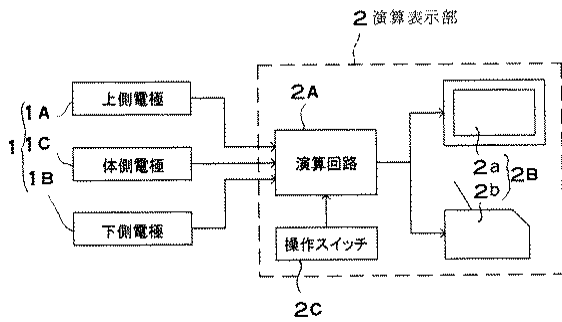 2 演算表示部
1A
上側電極
2A
1
1C
体側電極
演算回路
2a
2B
1B
2b
下側電極
操作スイッチ
2C